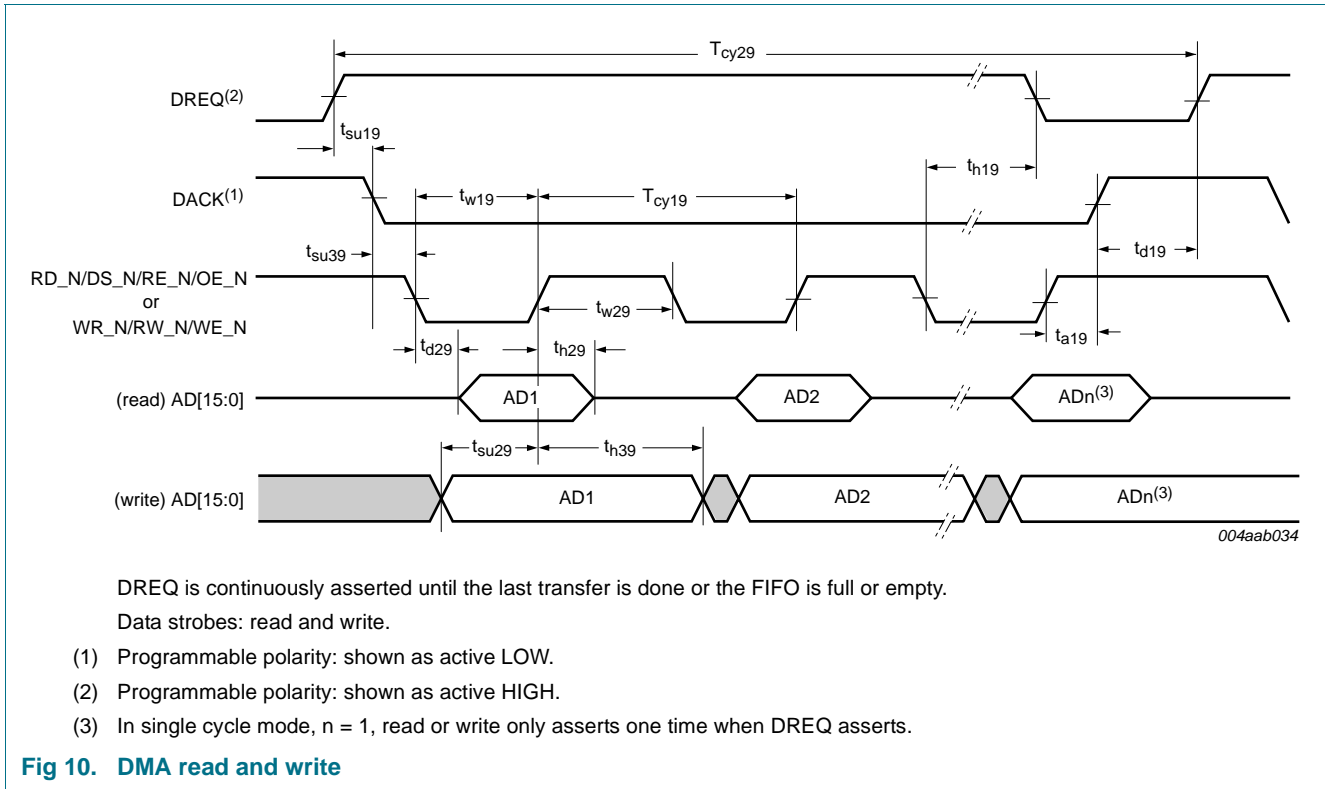 Tcy29
DREQ(2)
tsu19
th19
DACK(1)
tw19
Tcy19
tsu39
td19
RD_N/DS_N/RE_N/OE_N
or
WR_N/RW_N/WE_N
tw29
ta19
td29
th29
(read) AD[15:0]
AD1
AD2
ADn(3)
tsu29
th39
(write) AD[15:0]
AD1
AD2
ADn(3)
004aab034
DREQ is continuously asserted until the last transfer is done or the FIFO is full or empty.
Data strobes: read and write.
(1) Programmable polarity: shown as active LOW.
(2) Programmable polarity: shown as active HIGH.
(3) In single cycle mode, n = 1, read or write only asserts one time when DREQ asserts.
Fig 10. DMA read and write